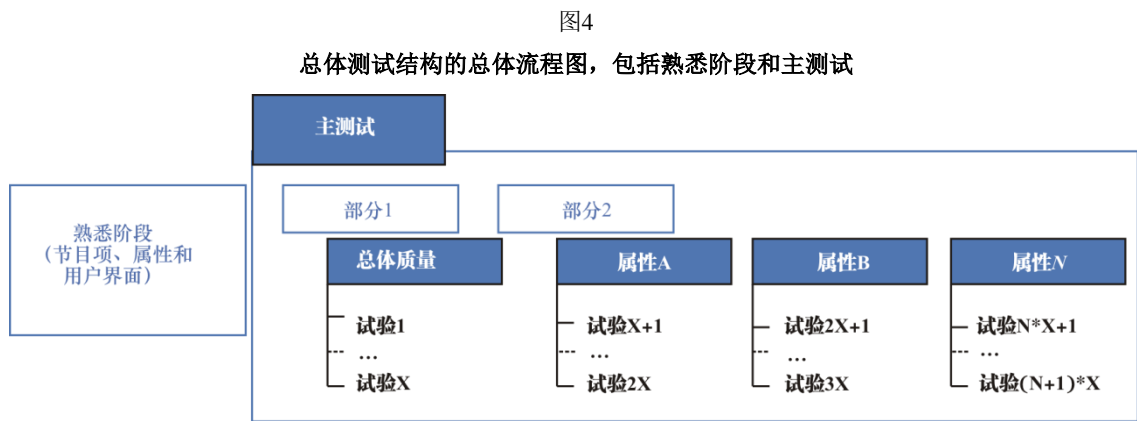 图4
总体测试结构的总体流程图，包括熟悉阶段和主测试
主测试
熟悉阶段
（节目项、属性和
用户界面）
部分1
部分2
总体质量
试验1
…
试验X
属性A
试验X+1
…
试验2X
属性B
试验2X+1
…
试验3X
属性N
试验N*X+1
…
试验(N+1)*X